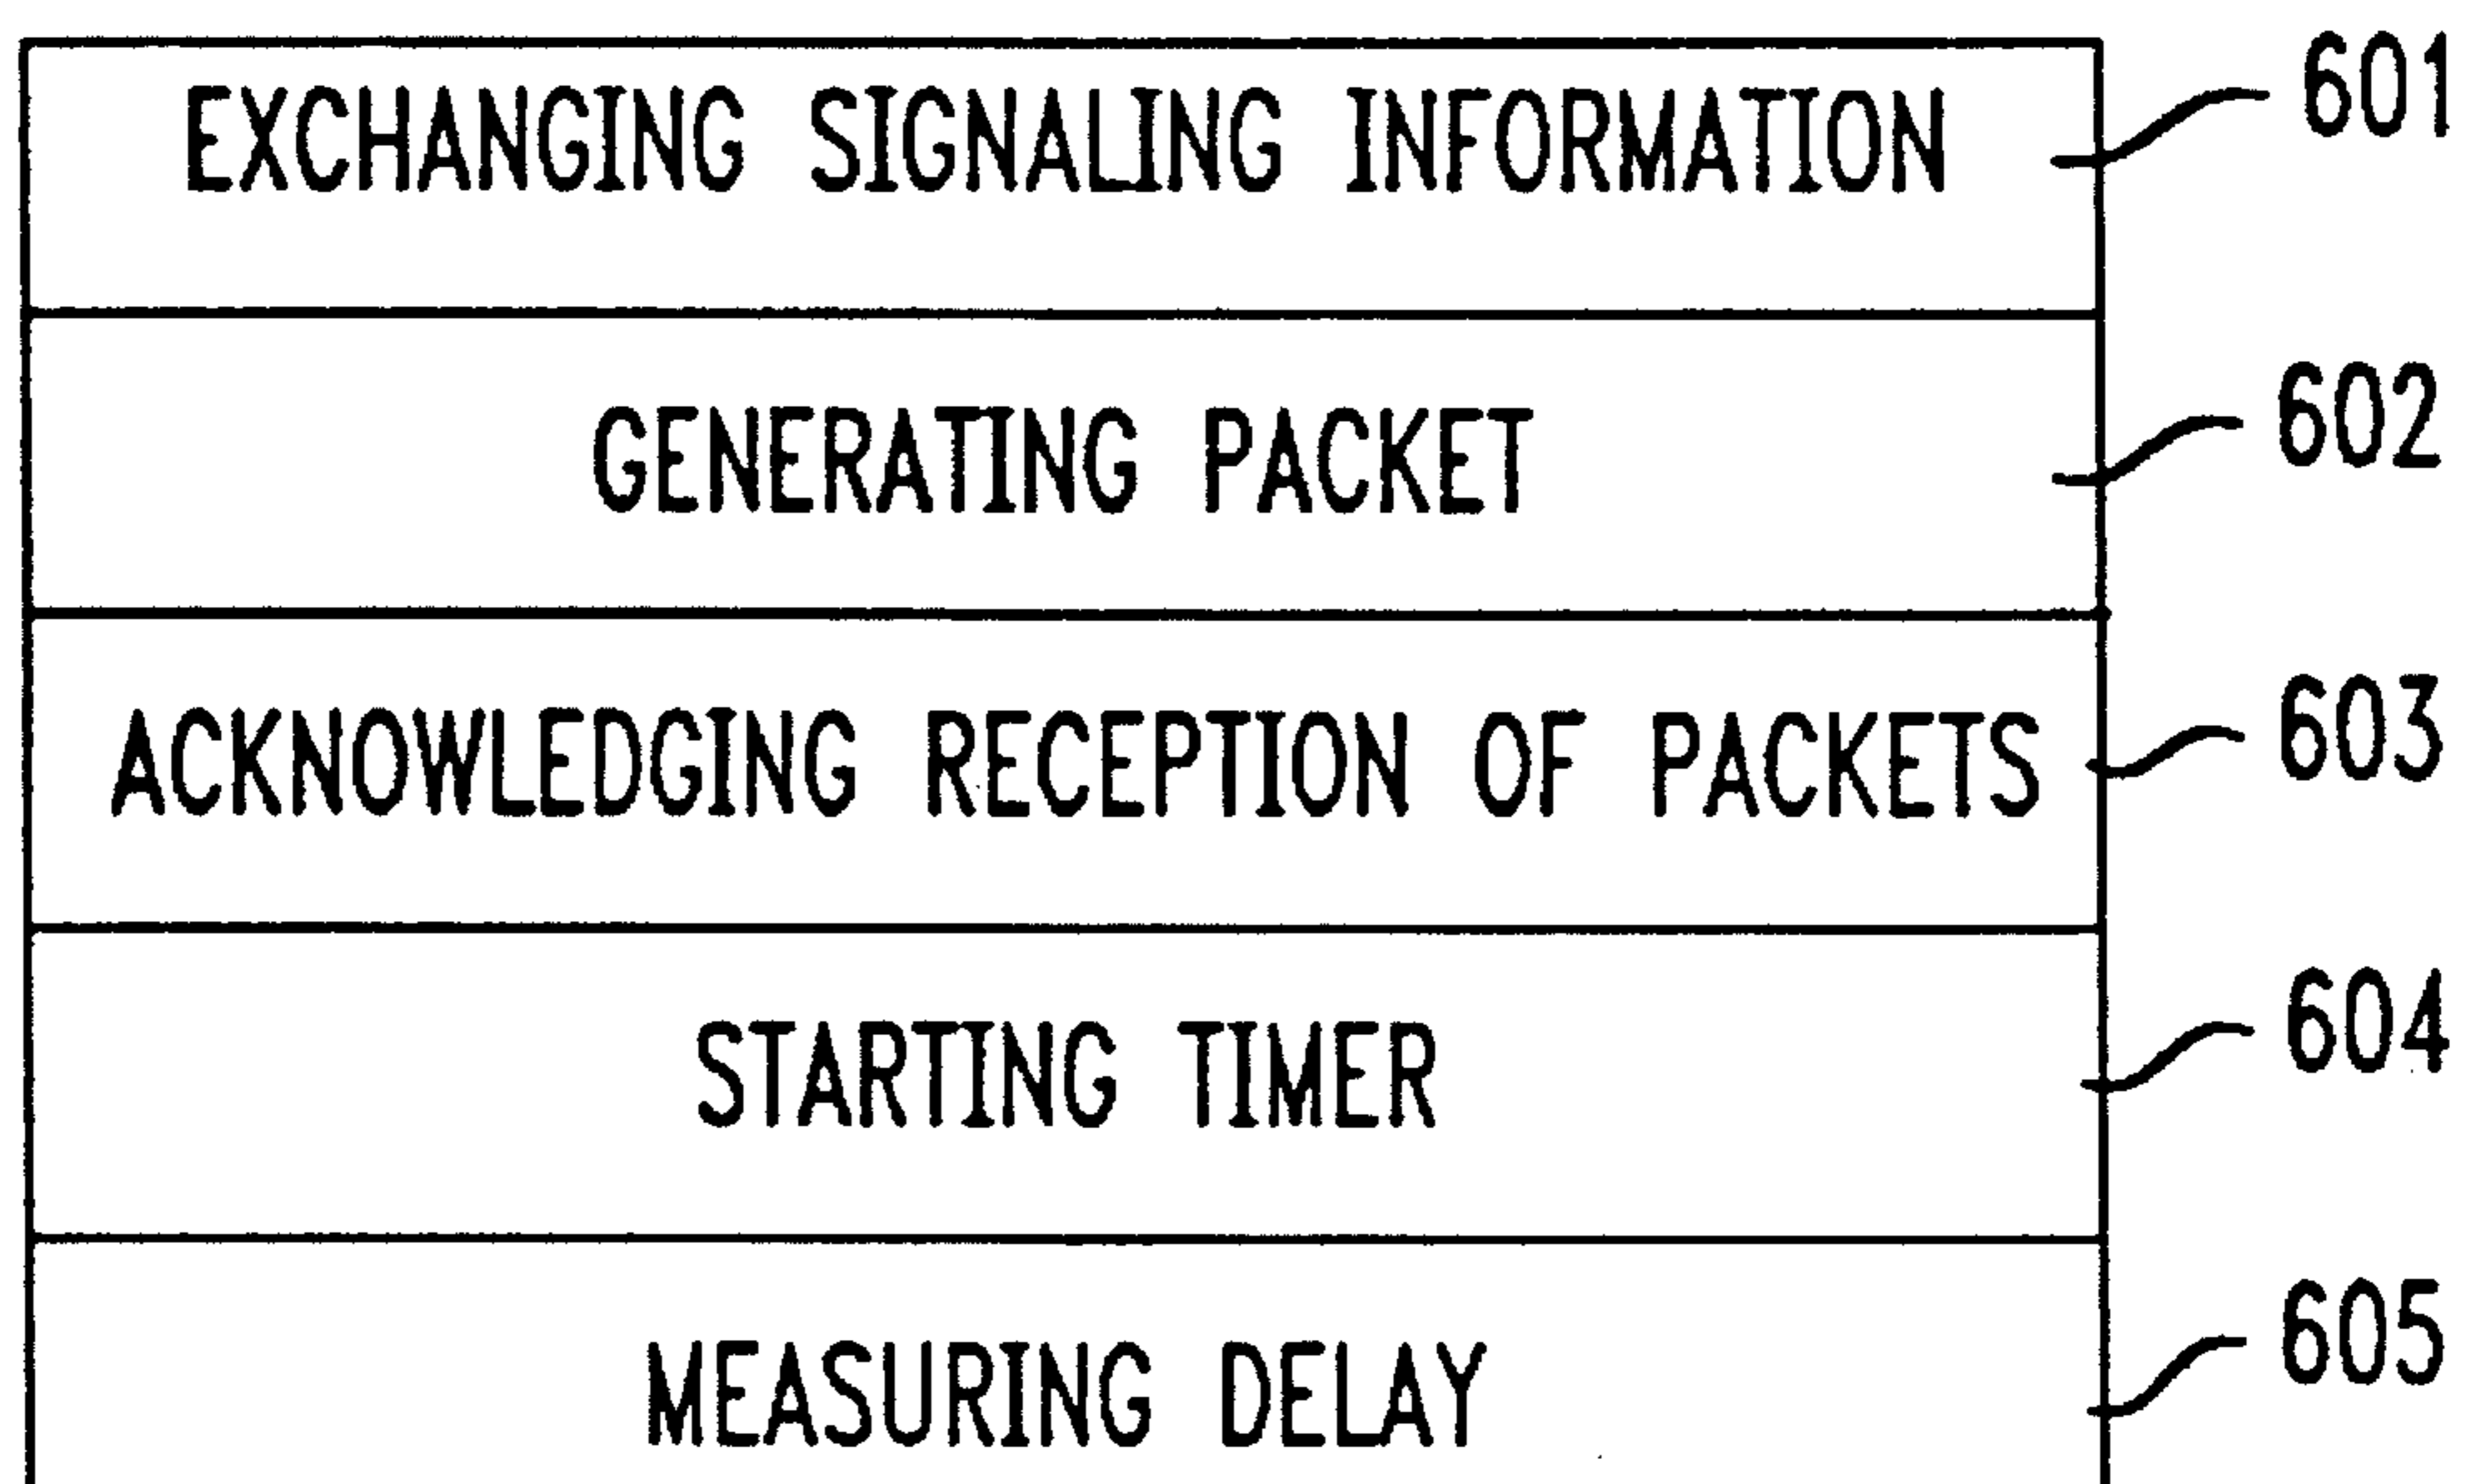 EXCHANGING SIGNALING INFORMATION 601
GENERATING PACKET 602
ACKNOWLEDGING RECEPTION OF PACKETS 603
STARTING TIMER 604
MEASURING DELAY 605